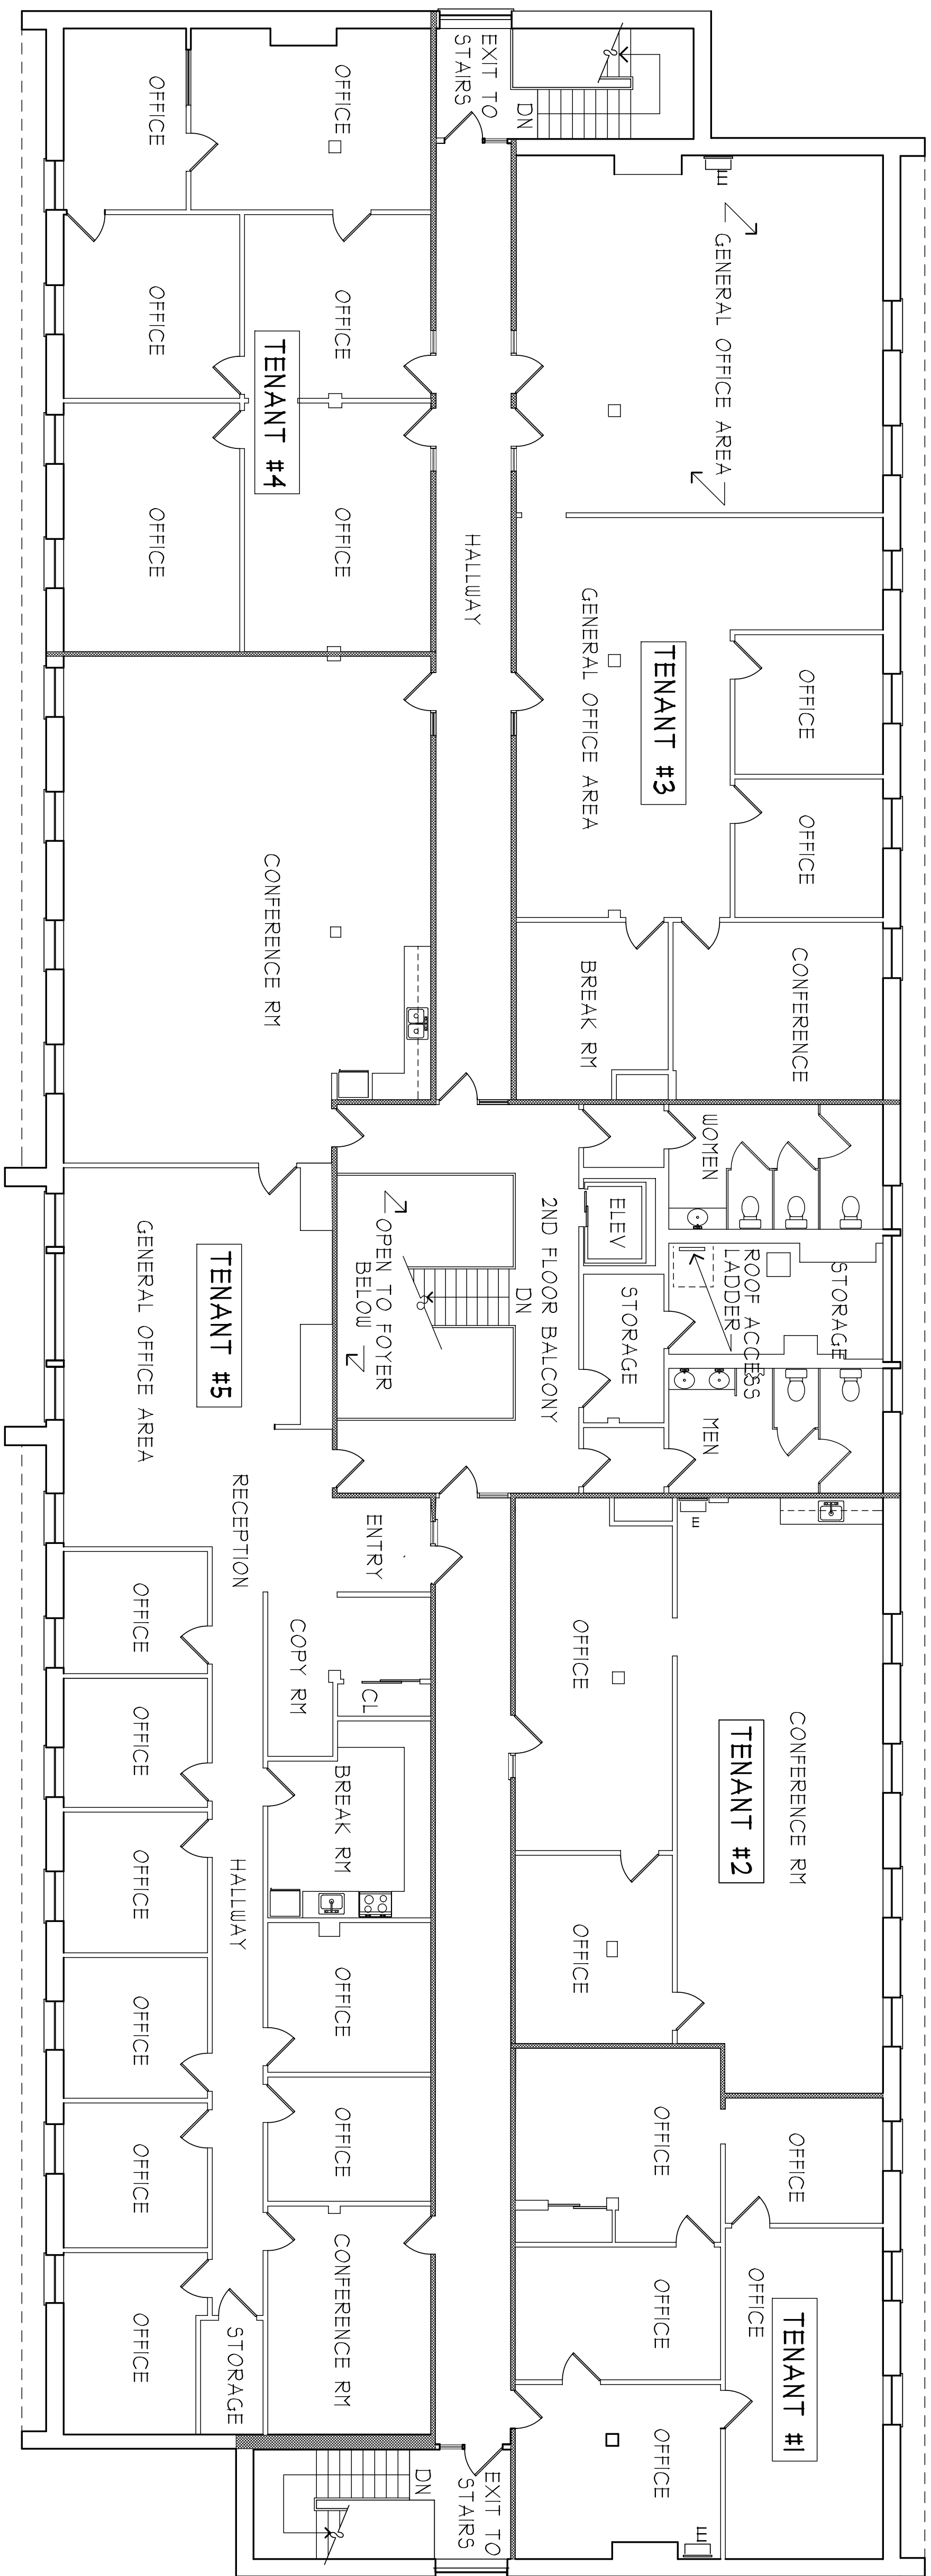 EXIT TO
STAIRS
DN
OFFICE
OFFICE
E
GENERAL OFFICE AREA
OFFICE
OFFICE
TENANT #4
OFFICE
OFFICE
HALLWAY
GENERAL OFFICE AREA
TENANT #3
OFFICE
OFFICE
CONFERENCE RM
BREAK RM
CONFERENCE
WOMEN
ELEV
2ND FLOOR BALCONY
OPEN TO FOYER
BELOW
DN
STORAGE
ROOF ACCESS
LADDER
STORAGE
MEN
GENERAL OFFICE AREA
TENANT #5
RECEPTION
ENTRY
E
OFFICE
COPY RM
CL
OFFICE
CONFERENCE RM
TENANT #2
OFFICE
BREAK RM
OFFICE
HALLWAY
OFFICE
OFFICE
OFFICE
OFFICE
OFFICE
OFFICE
OFFICE
OFFICE
CONFERENCE RM
OFFICE
STORAGE
OFFICE
OFFICE
TENANT #1
OFFICE
E
DN
EXIT TO
STAIRS